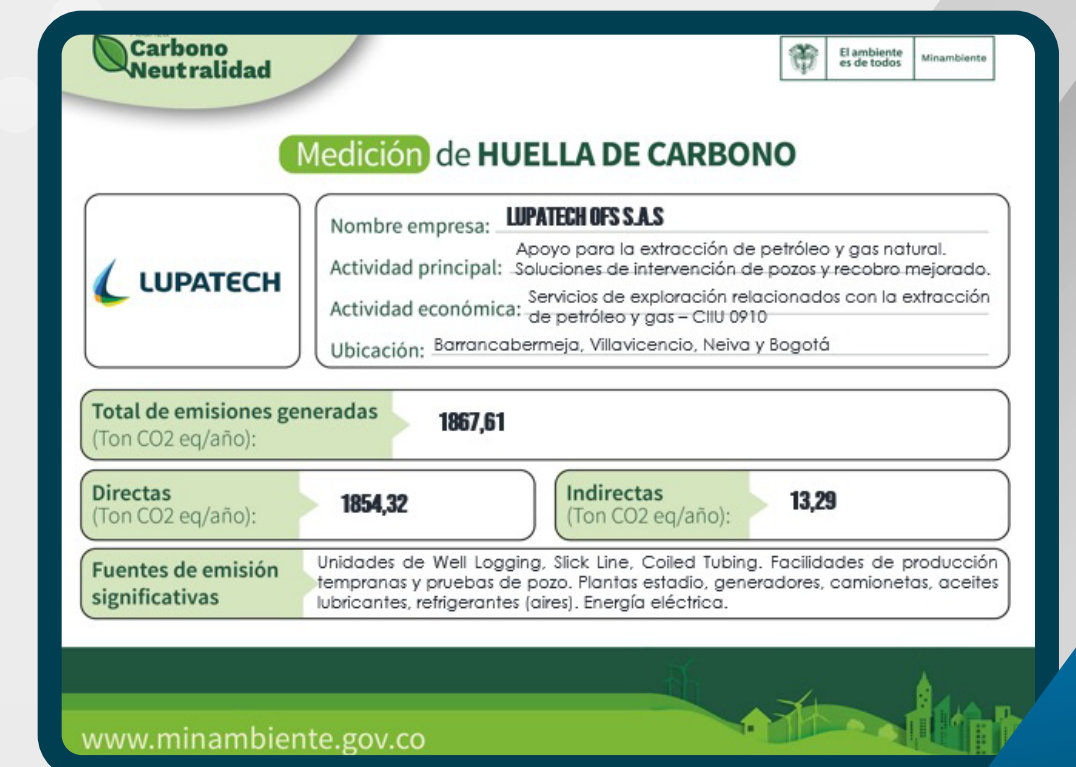 Carbono
Neutralidad
El ambiente
es de todos
Minambiente
Medición de HUELLA DE CARBONO
LUPATECH
Nombre empresa: LUPATECH OFS S.A.S
Actividad principal: Apoyo para la extracción de petróleo y gas natural.
Soluciones de intervención de pozos y recobro mejorado.
Actividad económica: Servicios de exploración relacionados con la extracción
de petróleo y gas – CIIU 0910
Ubicación: Barrancabermeja, Villavicencio, Neiva y Bogotá
Total de emisiones generadas
(Ton CO2 eq/año):
1867,61
Directas
(Ton CO2 eq/año):
1854,32
Indirectas
(Ton CO2 eq/año):
13,29
Fuentes de emisión
significativas
Unidades de Well Logging, Slick Line, Coiled Tubing. Facilidades de producción
tempranas y pruebas de pozo. Plantas estadio, generadores, camionetas, aceites
lubricantes, refrigerantes (aires). Energía eléctrica.
www.minambiente.gov.co